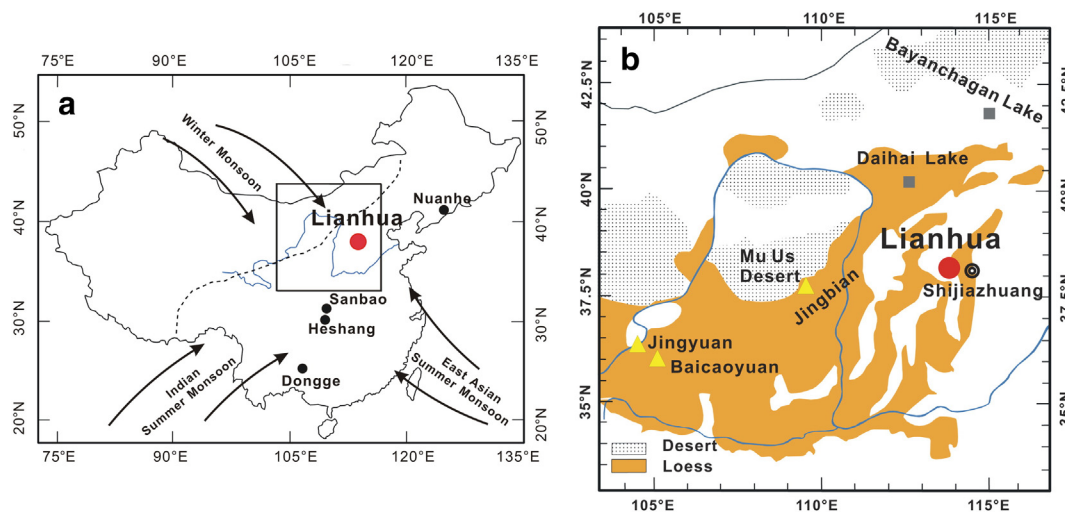 75°E 90°E 105°E 120°E 135°E
a
50°N 50°N
40°N 40°N
30°N 30°N
20°N 20°N
Winter Monsoon
Nuanhe
Lianhua
Sanbao
Heshang
Dongge
Indian
Summer Monsoon
East Asian
Summer Monsoon
75°E 90°E 105°E 120°E 135°E
105°E 110°E 115°E
b
42.5°N
40°N 40°N
37.5°N 37.5°N
35°N
Bayanchagan Lake
Daihai Lake
Lianhua
Mu Us
Desert
Jingbian
Shijiazhuang
Jingyuan
Baicaoyuan
Desert
Loess
105°E 110°E 115°E